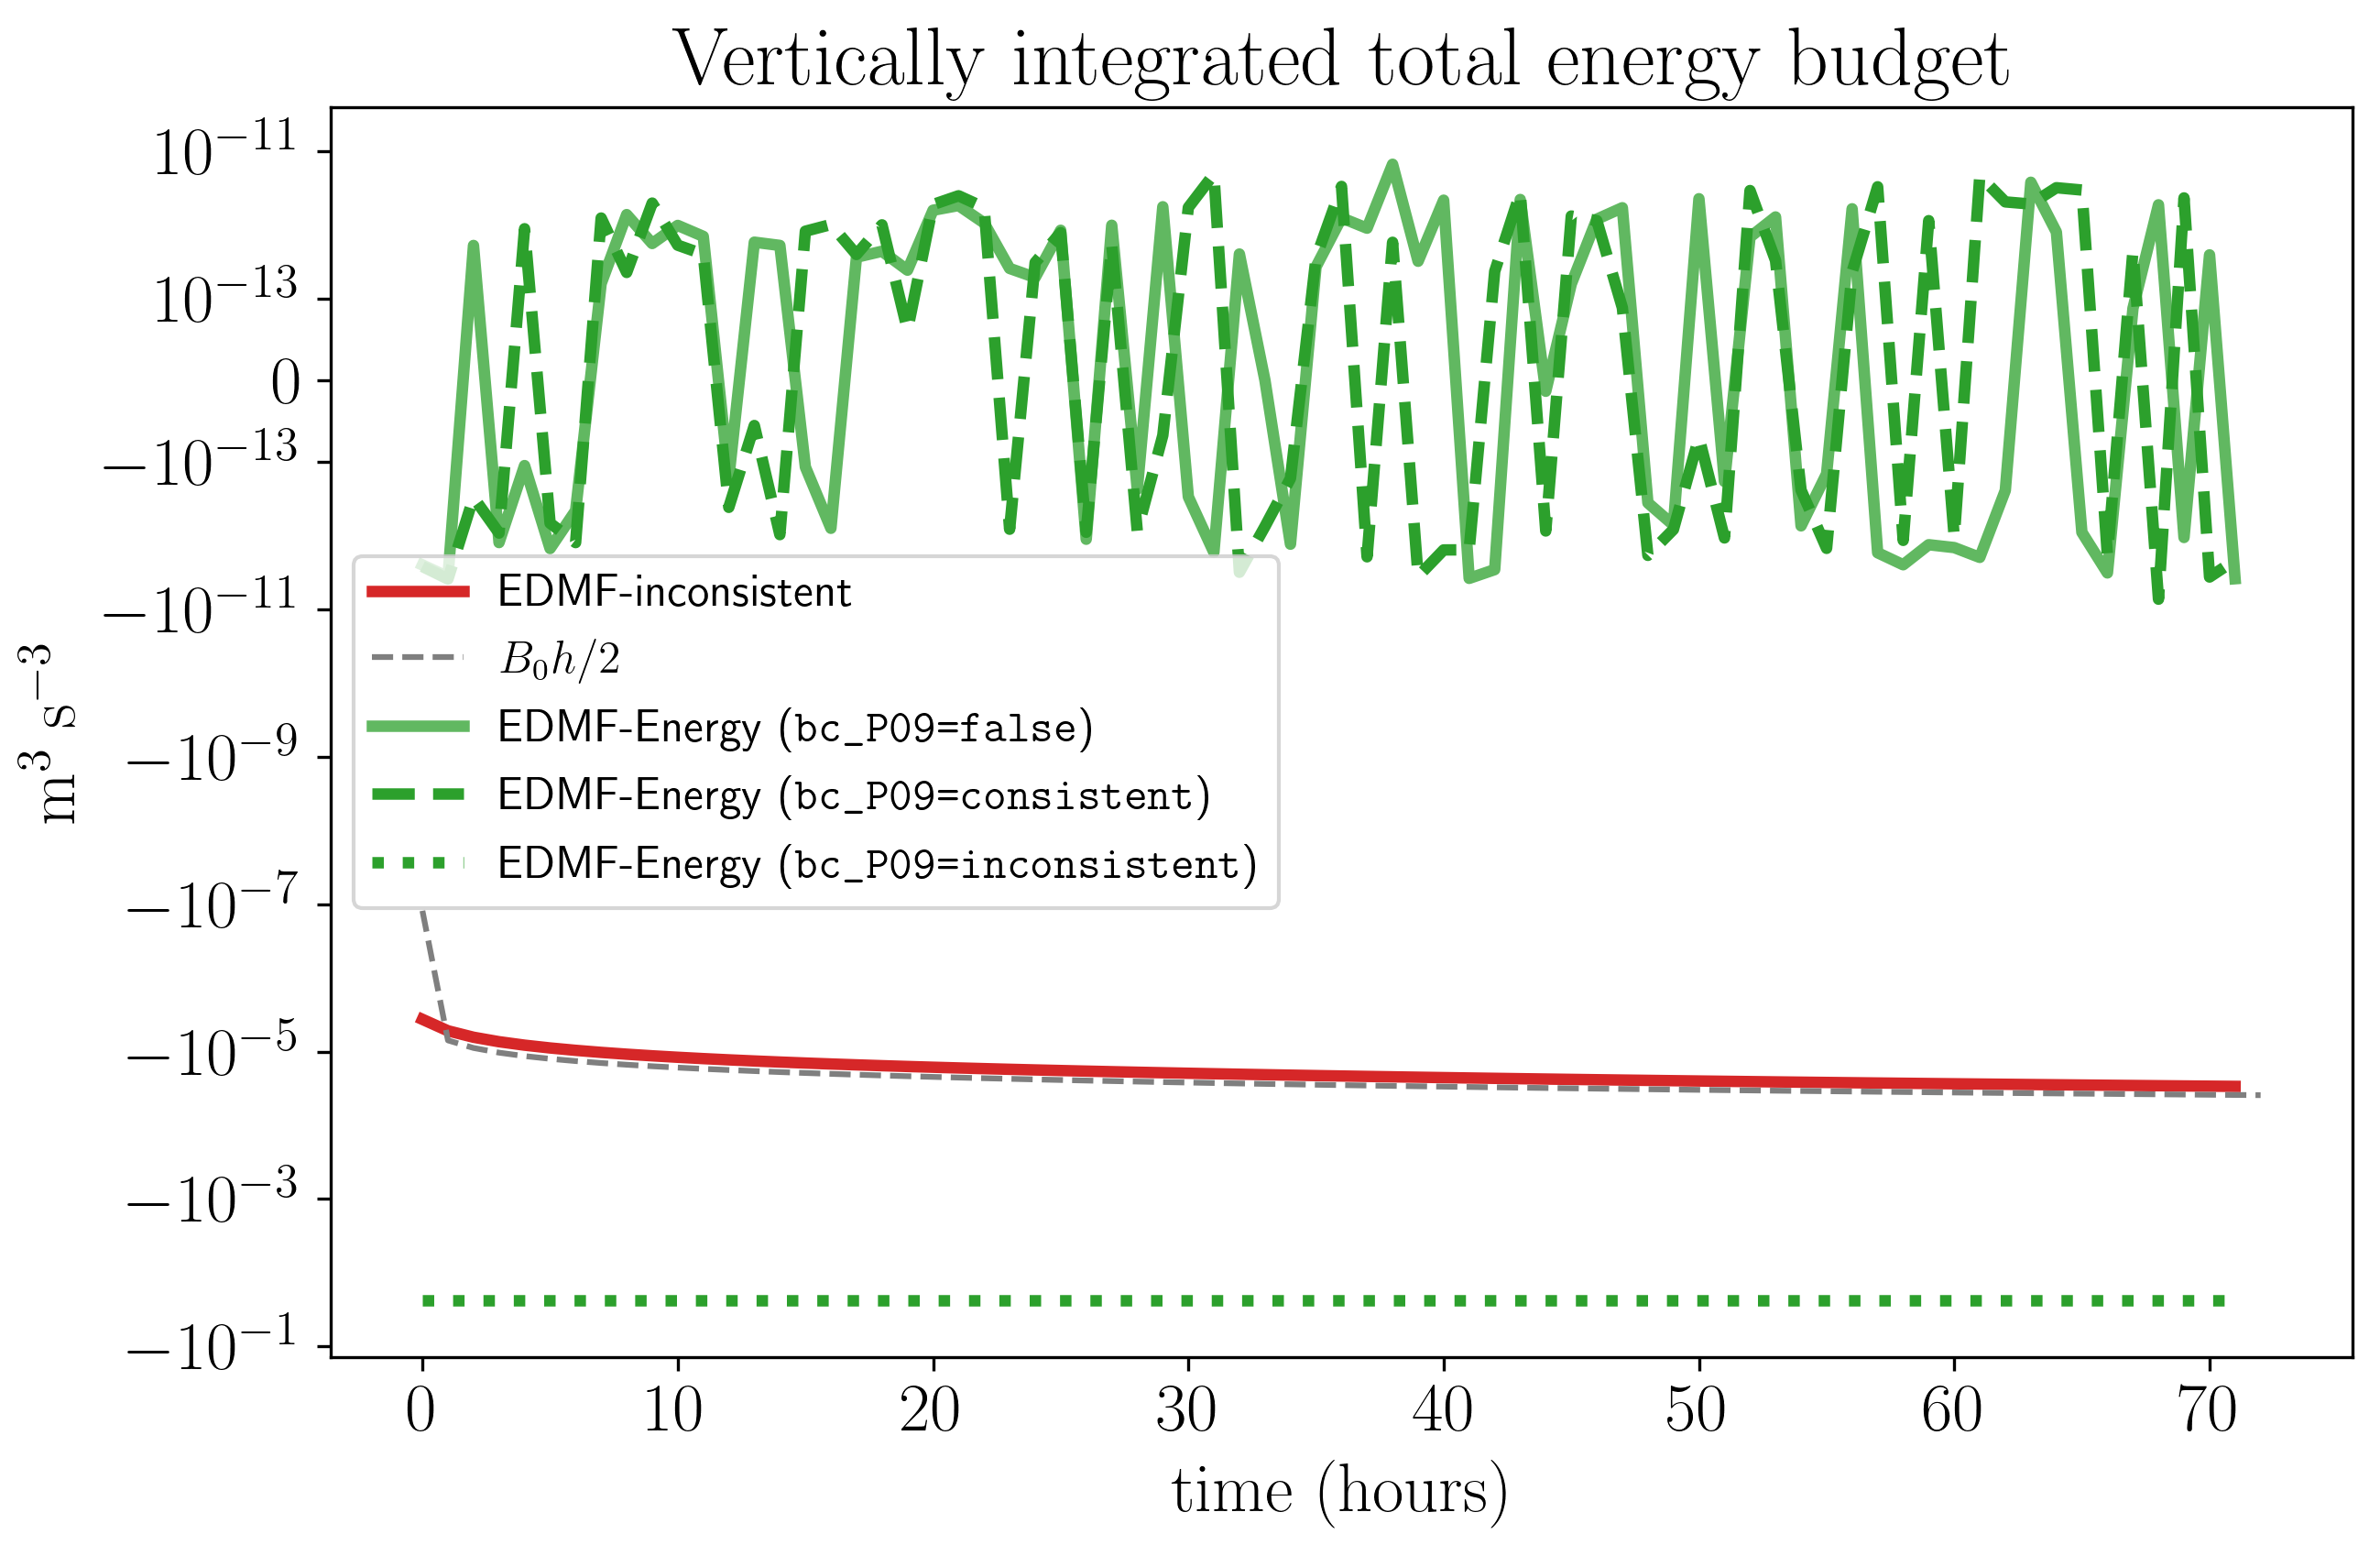 Vertically integrated total energy budget
10⁻¹¹
10⁻¹³
0
−10⁻¹³
−10⁻¹¹
−10⁻⁹
−10⁻⁷
−10⁻⁵
−10⁻³
−10⁻¹
m³ s⁻³
EDMF-inconsistent
B₀h/2
EDMF-Energy (bc_P09=false)
EDMF-Energy (bc_P09=consistent)
EDMF-Energy (bc_P09=inconsistent)
0 10 20 30 40 50 60 70
time (hours)